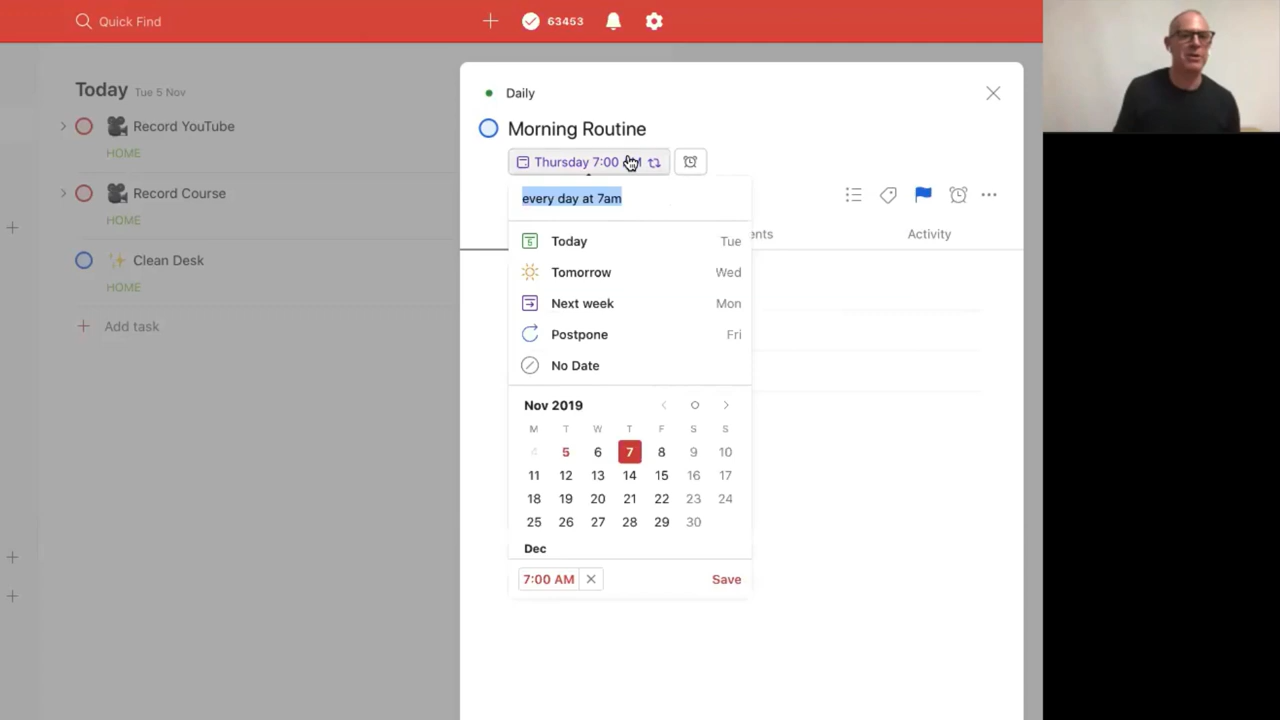 Quick Find
63453
Today Tue 5 Nov
Record YouTube
HOME
Record Course
HOME
Clean Desk
HOME
Add task
Daily
Morning Routine
Thursday 7:00
every day at 7am
Activity
Today Tue
Tomorrow Wed
Next week Mon
Postpone Fri
No Date
Nov 2019
M T W T F S S
4 5 6 7 8 9 10
11 12 13 14 15 16 17
18 19 20 21 22 23 24
25 26 27 28 29 30
Dec
7:00 AM Save